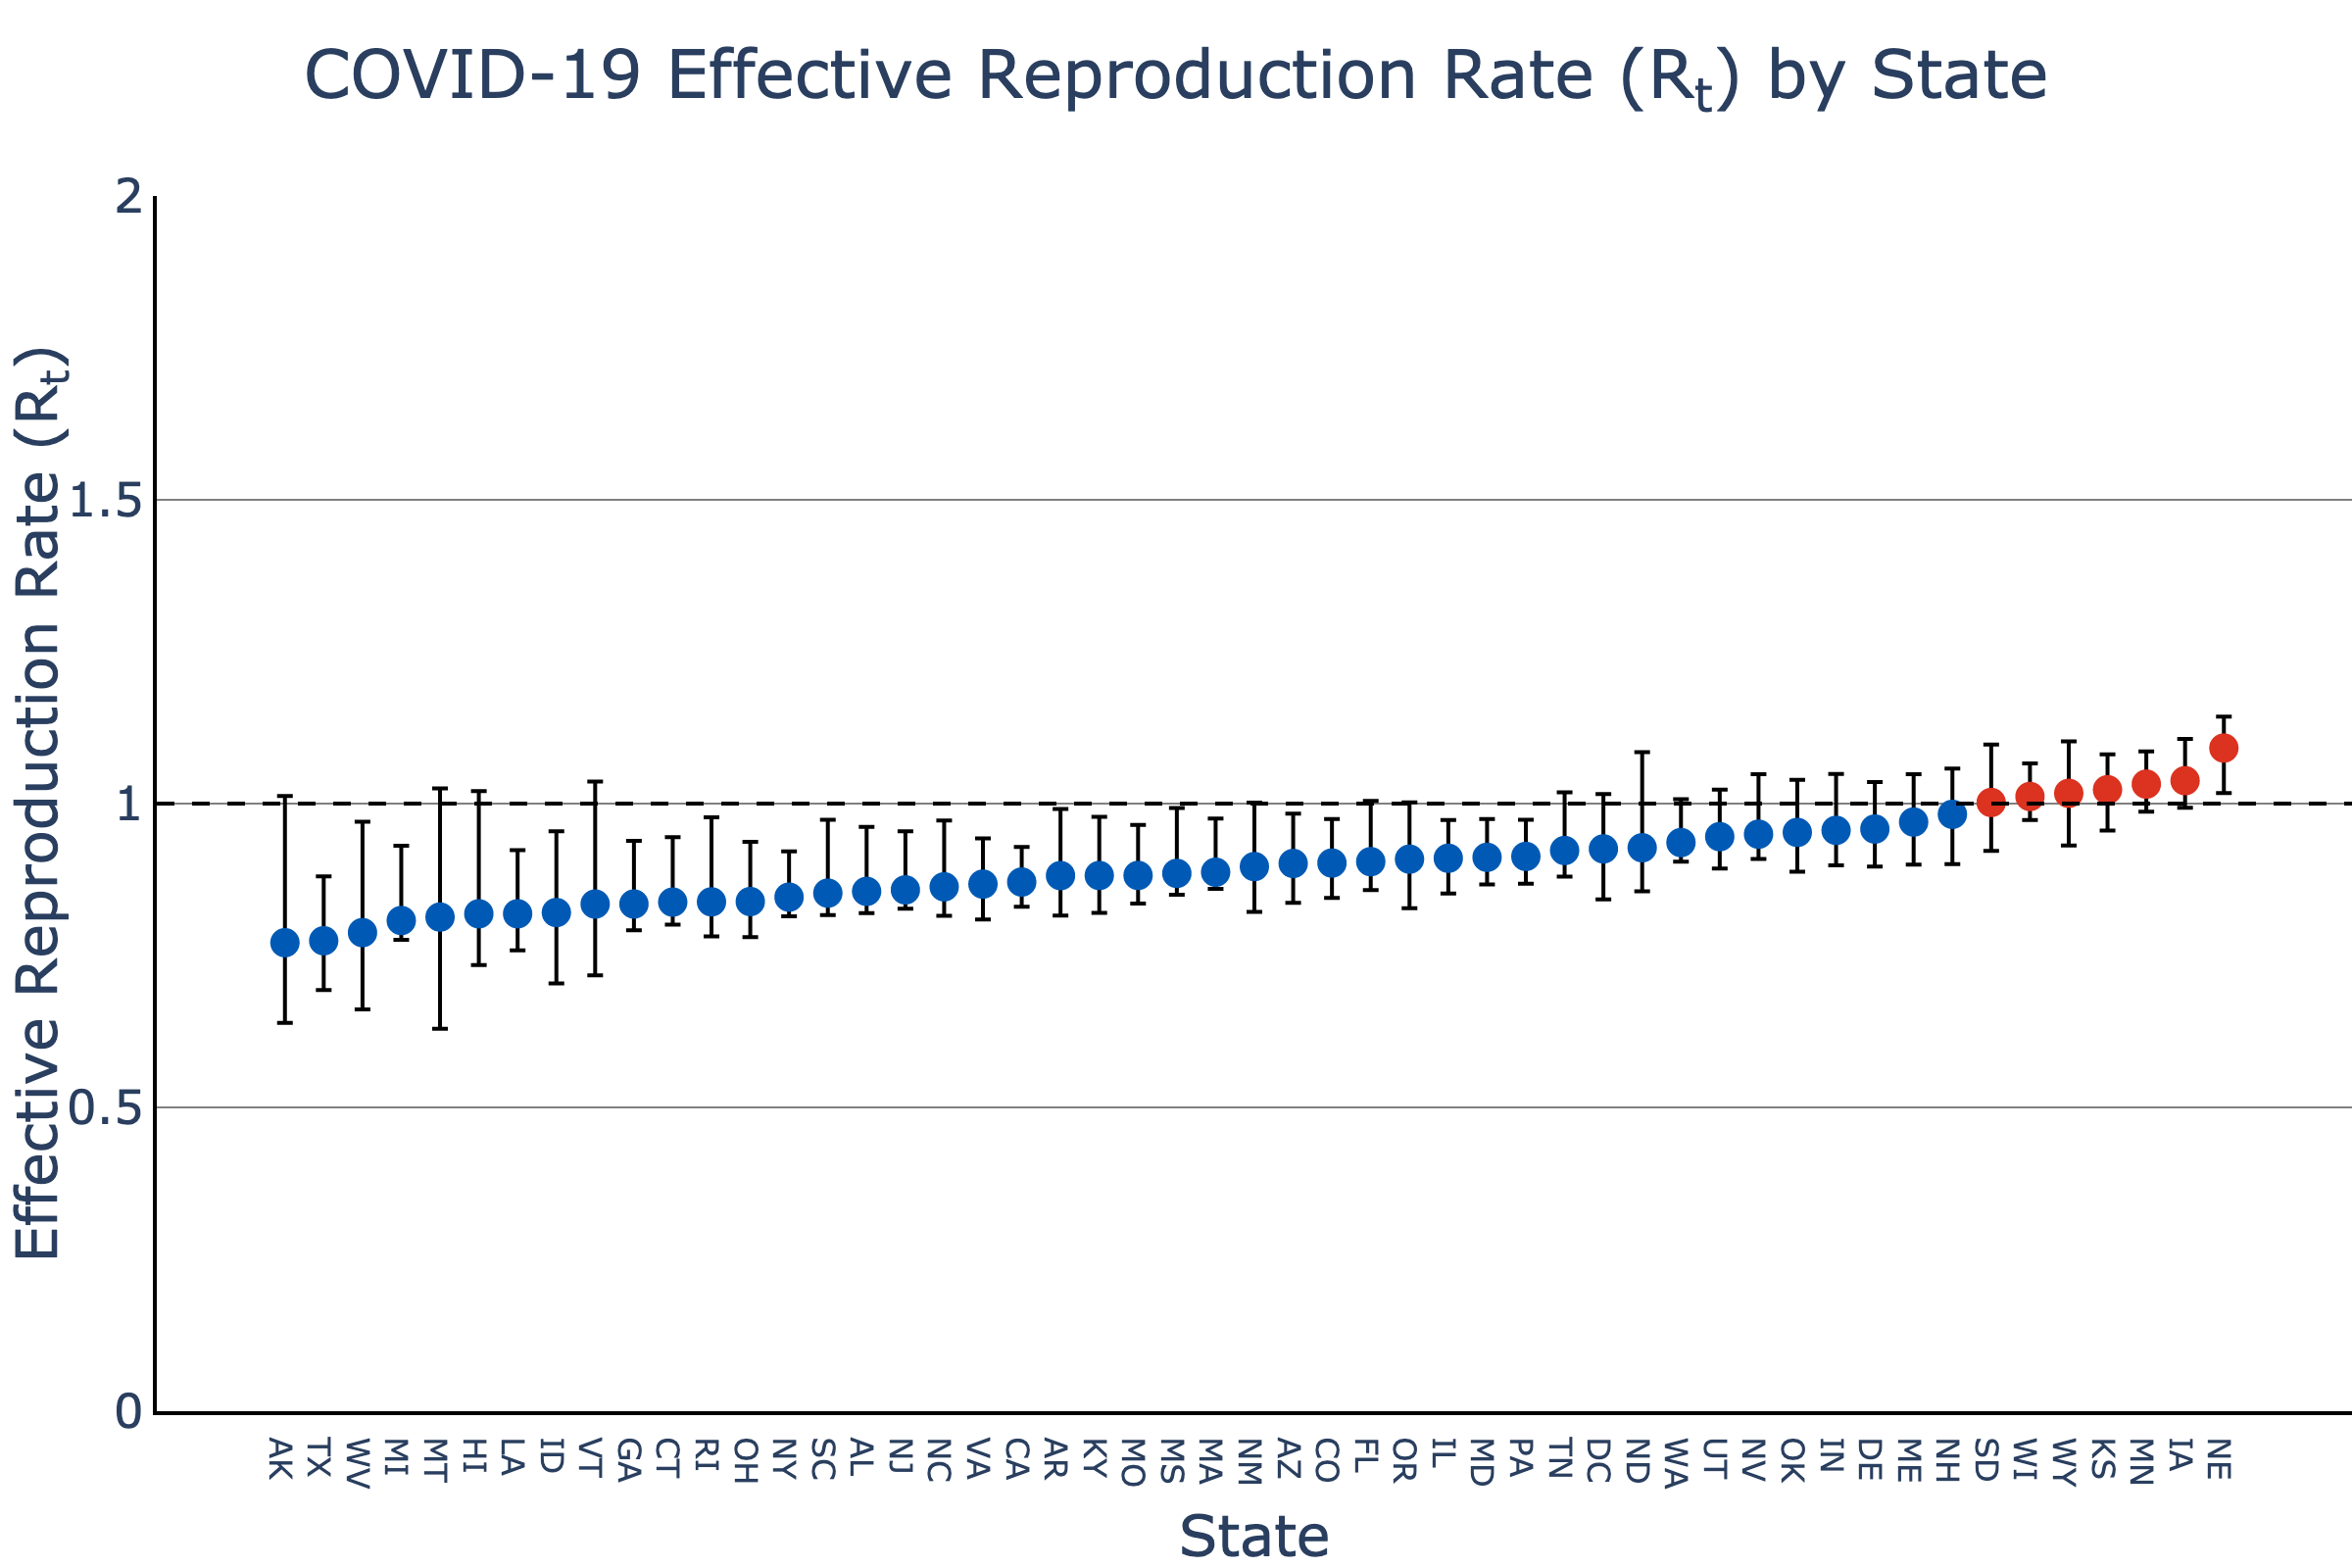 COVID-19 Effective Reproduction Rate (Rt) by State
Effective Reproduction Rate (Rt)
2
1.5
1
0.5
0
AK TX WV MI MT HI LA ID VT GA CT RI OH NY SC AL NJ NC VA CA AR KY MO MS MA NM AZ CO FL OR IL MD PA TN DC ND WA UT NV OK IN DE ME NH SD WI WY KS MN IA NE
State